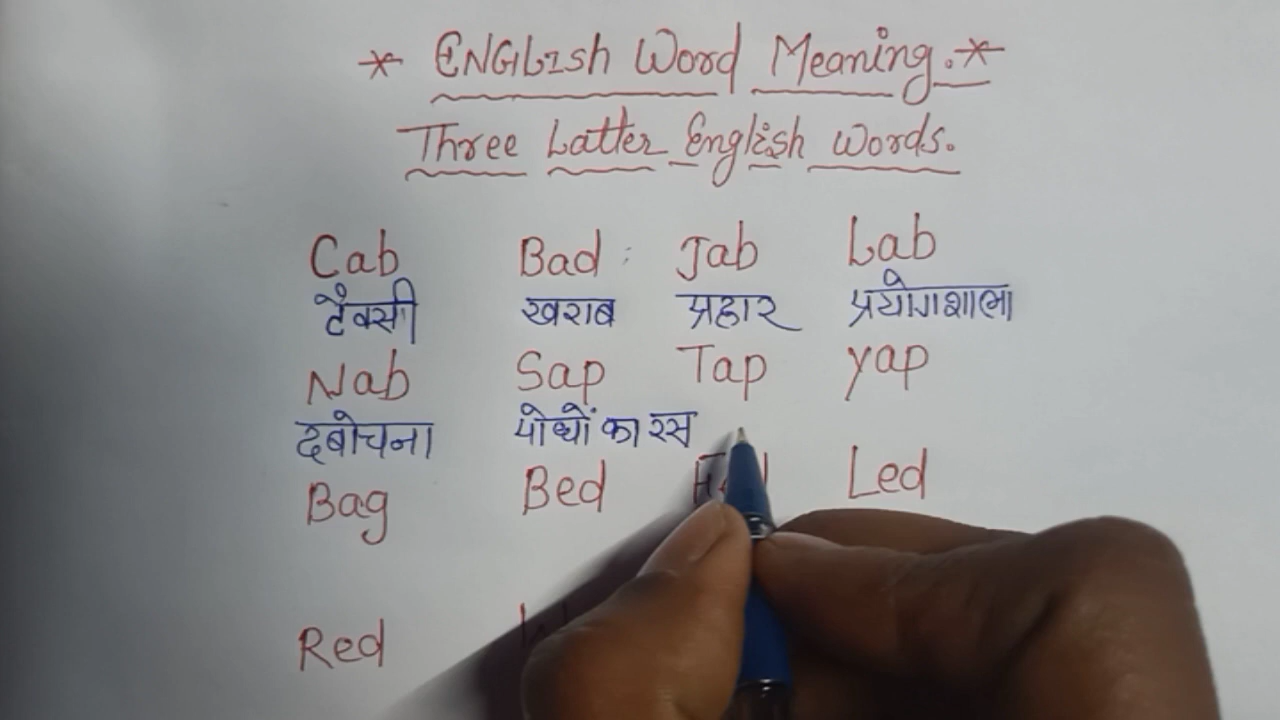 * ENGLish Word Meaning.*
Three Latter English words.
Cab Bad : Jab Lab
टैक्सी खराब प्रहार प्रयोगशाला
Nab Sap Tap yap
दबोचना पोधों का रस
Bag Bed Led
Red